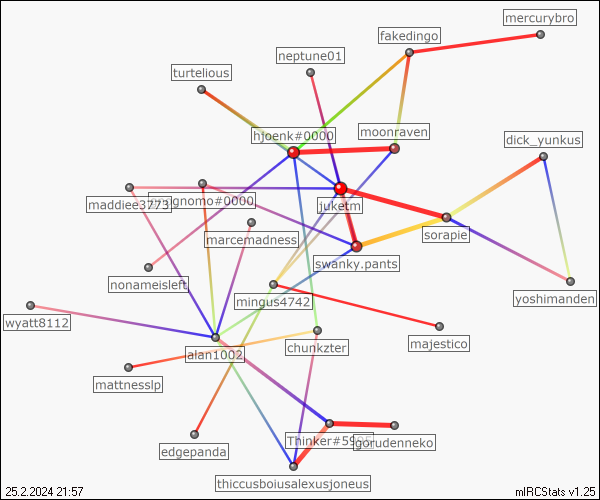 mercurybro
fakedingo
neptune01
turtelious
hjoenk#0000
moonraven
dick_yunkus
maddiee3773
gnomo#0000
juketm
sorapie
marcemadness
swanky.pants
nonameisleft
mingus4742
yoshimanden
wyatt8112
alan1002
chunkzter
majestico
mattnesslp
edgepanda
Thinker#59
gorudenneko
thiccusboiusalexusjoneus
25.2.2024 21:57
mIRCStats v1.25